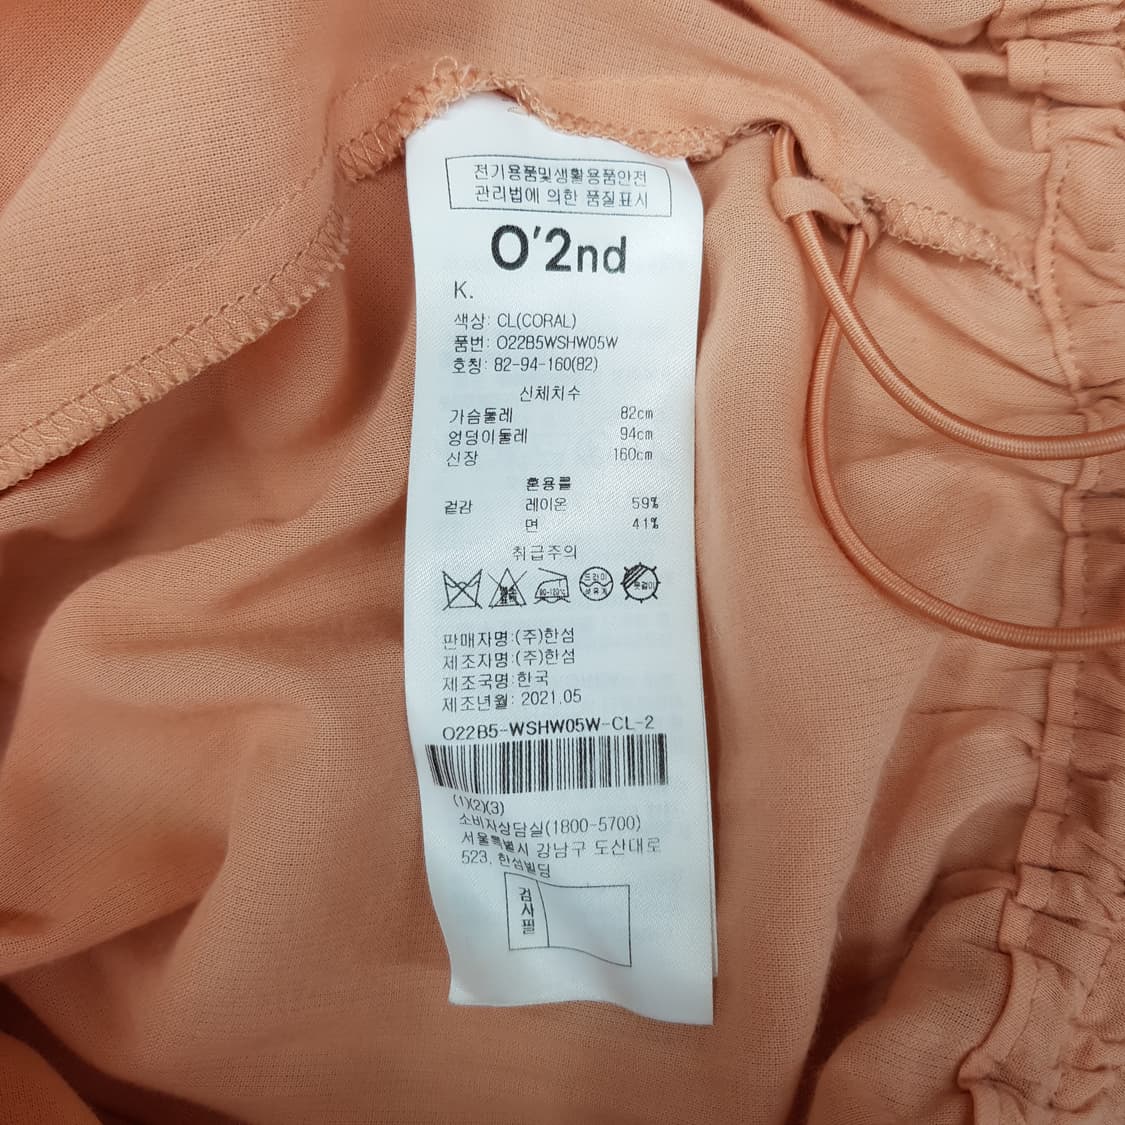 전기용품및생활용품안전
관리법에 의한 품질표시
O'2nd
K.
색상: CL(CORAL)
품번: O22B5WSHW05W
호칭: 82-94-160(82)
신체치수
가슴둘레 82cm
엉덩이둘레 94cm
신장 160cm
혼용률
겉감 레이온 59%
면 41%
취급주의
드라이
판매자명:(주)한섬
제조자명:(주)한섬
제조국명:한국
제조년월: 2021.05
O22B5-WSHW05W-CL-2
(1)(2)(3)
소비자상담실(1800-5700)
서울특별시 강남구 도산대로
523, 한섬빌딩
검사필